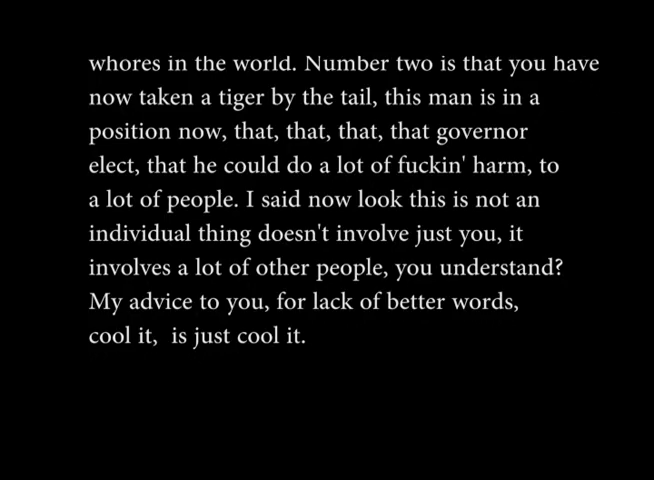 whores in the world. Number two is that you have
now taken a tiger by the tail, this man is in a
position now, that, that, that, that governor
elect, that he could do a lot of fuckin' harm, to
a lot of people. I said now look this is not an
individual thing doesn't involve just you, it
involves a lot of other people, you understand?
My advice to you, for lack of better words,
cool it,  is just cool it.